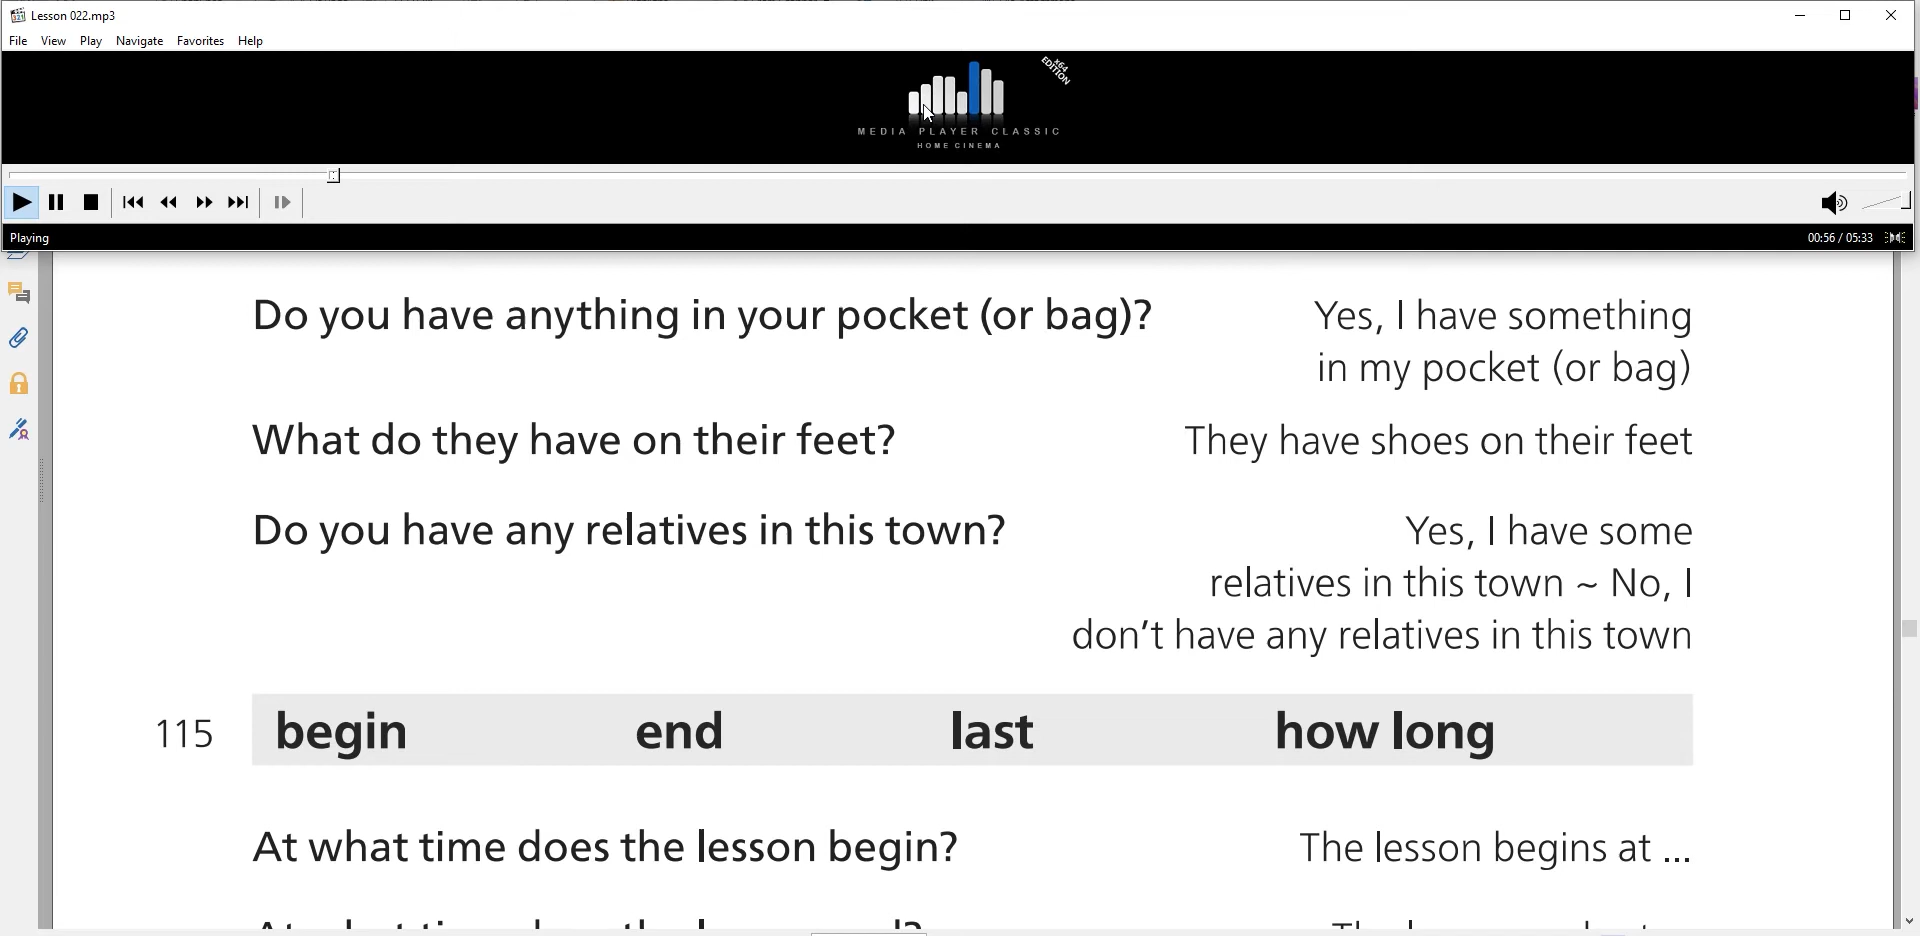 Lesson 022.mp3
File View Play Navigate Favorites Help
x64
EDITION
MEDIA PLAYER CLASSIC
HOME CINEMA
Playing
00:56 / 05:33
Do you have anything in your pocket (or bag)? Yes, I have something
in my pocket (or bag)
What do they have on their feet? They have shoes on their feet
Do you have any relatives in this town? Yes, I have some
relatives in this town ~ No, I
don't have any relatives in this town
115 begin end last how long
At what time does the lesson begin? The lesson begins at ...